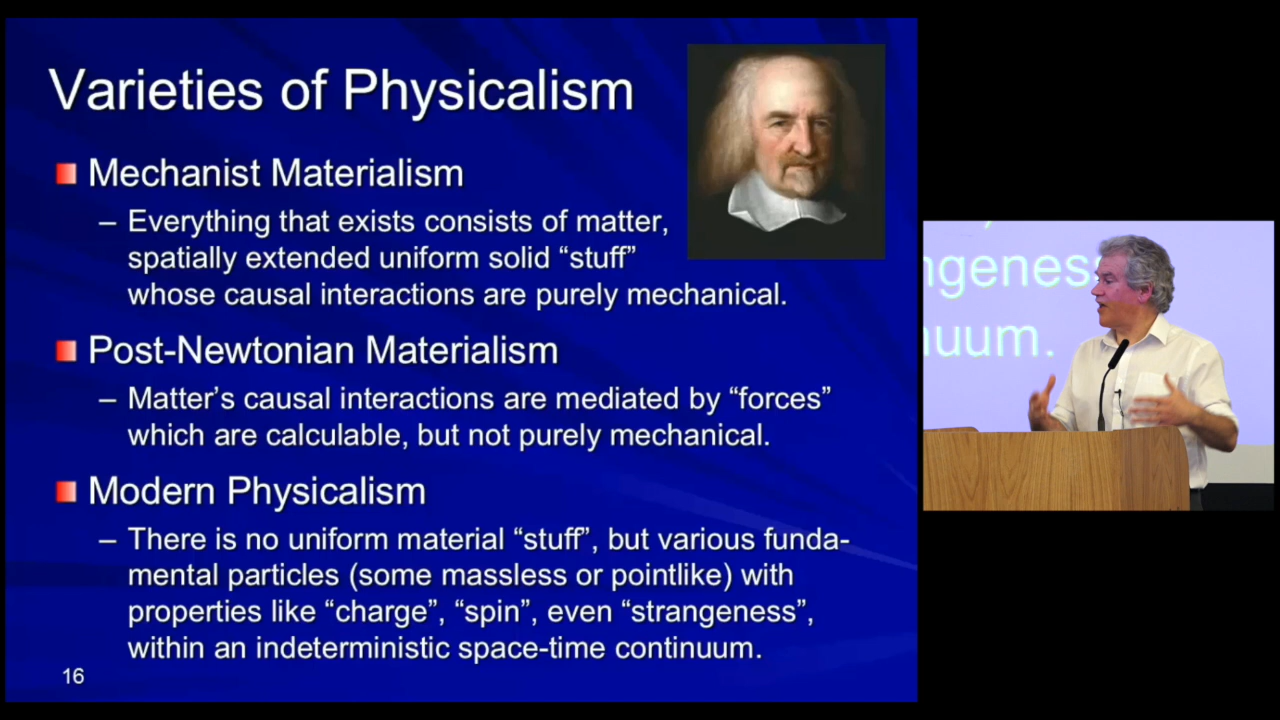 Varieties of Physicalism
Mechanist Materialism
– Everything that exists consists of matter,
spatially extended uniform solid “stuff”
whose causal interactions are purely mechanical.
Post-Newtonian Materialism
– Matter’s causal interactions are mediated by “forces”
which are calculable, but not purely mechanical.
Modern Physicalism
– There is no uniform material “stuff”, but various funda-
mental particles (some massless or pointlike) with
properties like “charge”, “spin”, even “strangeness”,
within an indeterministic space-time continuum.
16
ngeness
nuum.